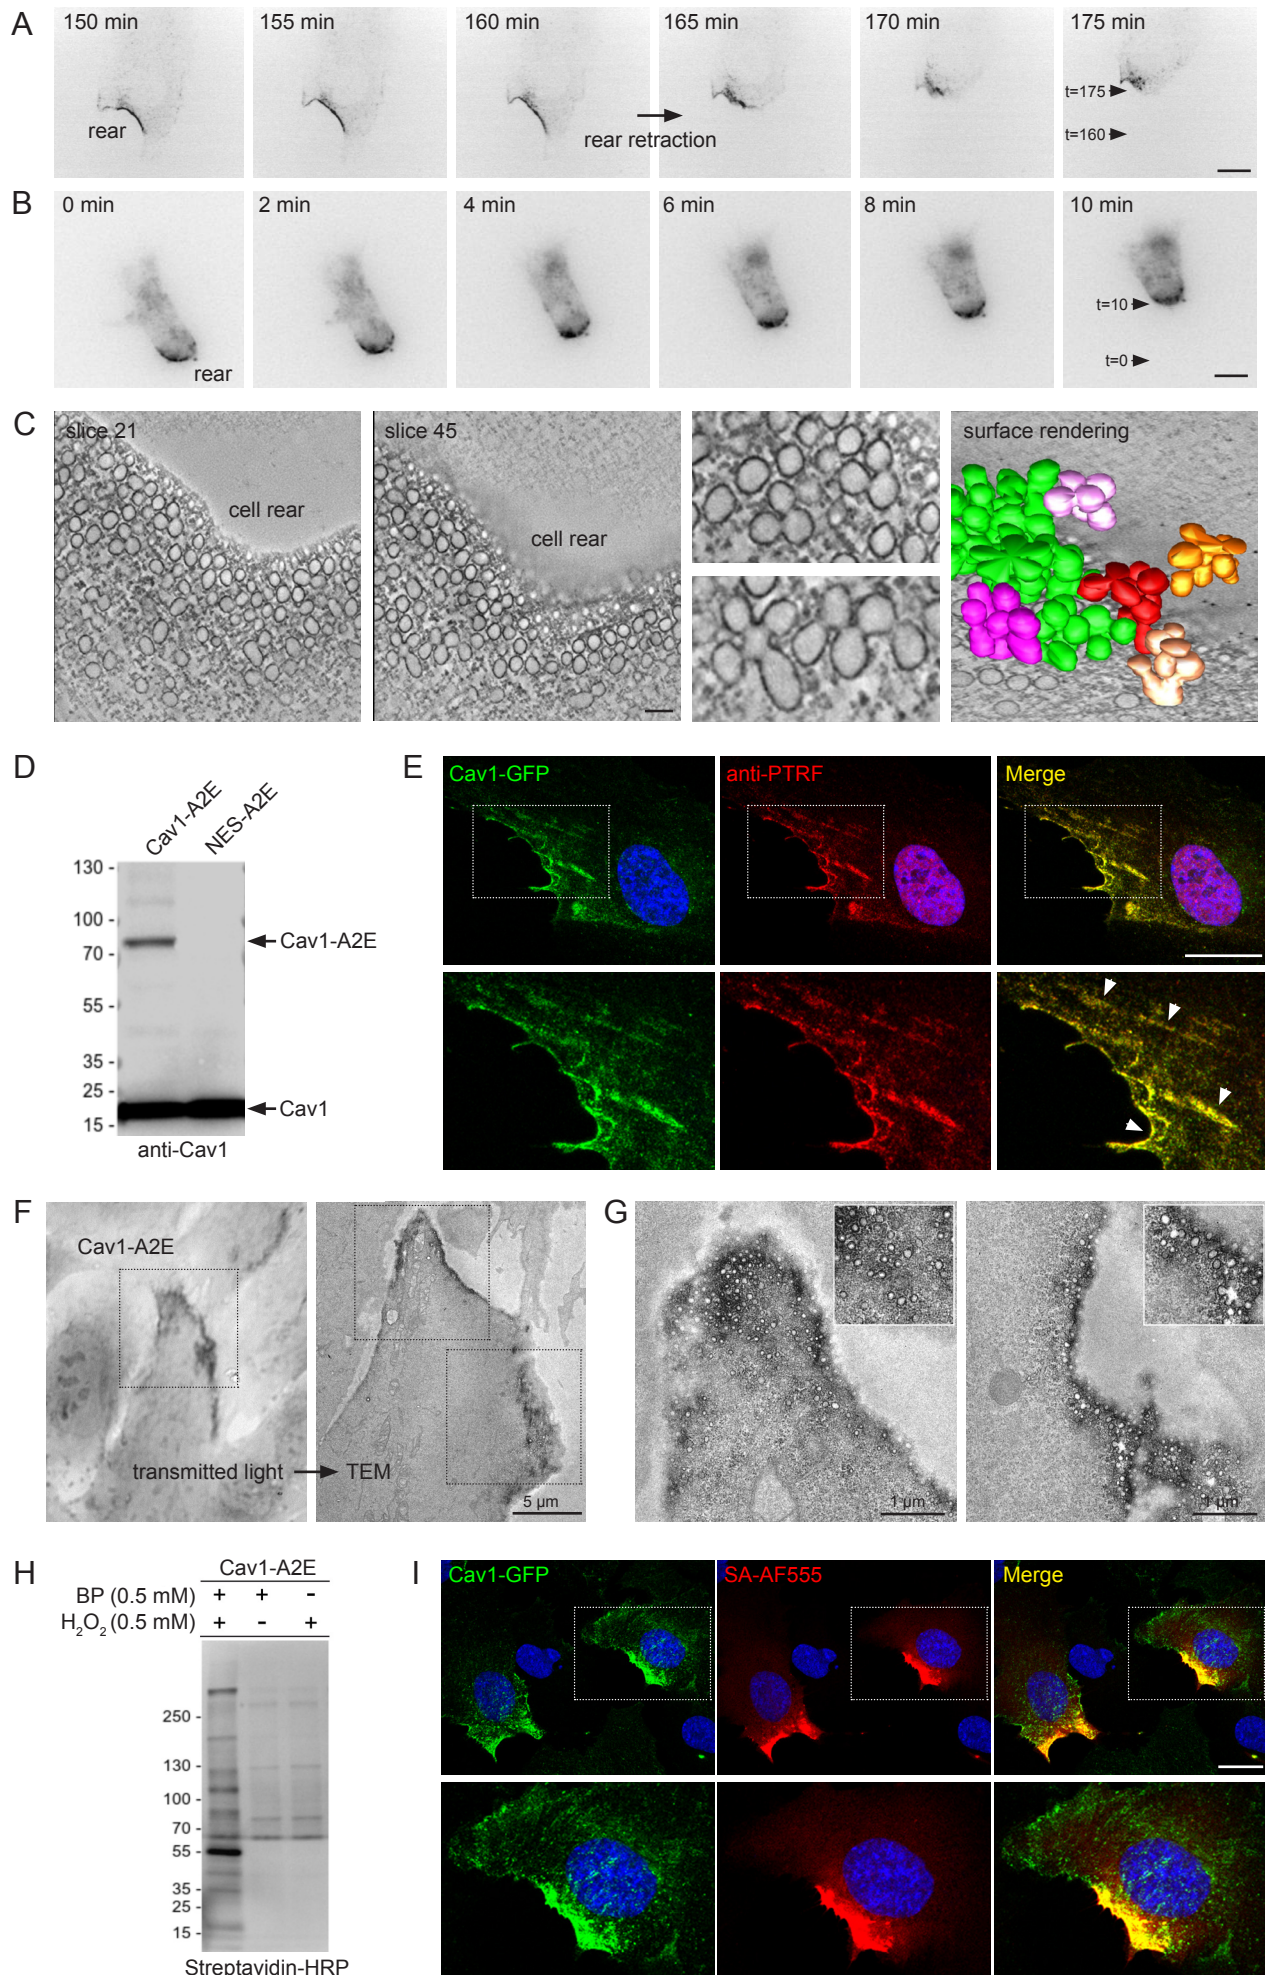 A
150 min
155 min
160 min
165 min
170 min
175 min
rear
rear retraction
t=175
t=160
B
0 min
2 min
4 min
6 min
8 min
10 min
rear
t=10
t=0
C
slice 21
slice 45
surface rendering
cell rear
cell rear
D
Cav1-A2E
NES-A2E
130 -
100 -
70 -
55 -
35 -
25 -
15 -
Cav1-A2E
Cav1
anti-Cav1
E
Cav1-GFP
anti-PTRF
Merge
F
Cav1-A2E
transmitted light
TEM
5 µm
G
1 µm
1 µm
H
Cav1-A2E
BP (0.5 mM) + + -
H2O2 (0.5 mM) + - +
250 -
130 -
100 -
70 -
55 -
35 -
25 -
15 -
Streptavidin-HRP
I
Cav1-GFP
SA-AF555
Merge